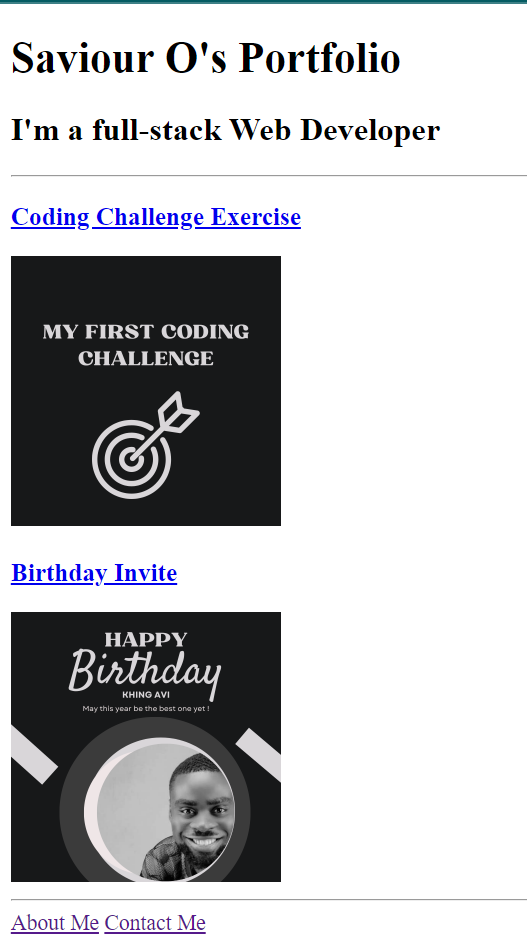 Saviour O's Portfolio
I'm a full-stack Web Developer
Coding Challenge Exercise
MY FIRST CODING
CHALLENGE
Birthday Invite
HAPPY
Birthday
KHING AVI
May this year be the best one yet !
About Me Contact Me